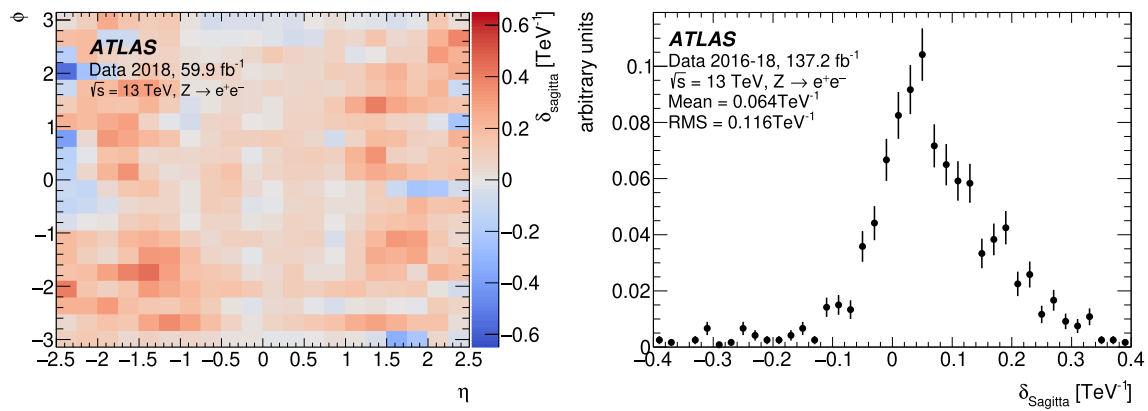 ϕ
3
2
1
0
−1
−2
−3
ATLAS
Data 2018, 59.9 fb⁻¹
√s = 13 TeV, Z → e⁺e⁻
−2.5 −2 −1.5 −1 −0.5 0 0.5 1 1.5 2 2.5
η
0.6
0.4
0.2
0
−0.2
−0.4
−0.6
δsagitta [TeV⁻¹]
arbitrary units
0.1
0.08
0.06
0.04
0.02
0
ATLAS
Data 2016-18, 137.2 fb⁻¹
√s = 13 TeV, Z → e⁺e⁻
Mean = 0.064TeV⁻¹
RMS = 0.116TeV⁻¹
−0.4 −0.3 −0.2 −0.1 0 0.1 0.2 0.3 0.4
δSagitta [TeV⁻¹]